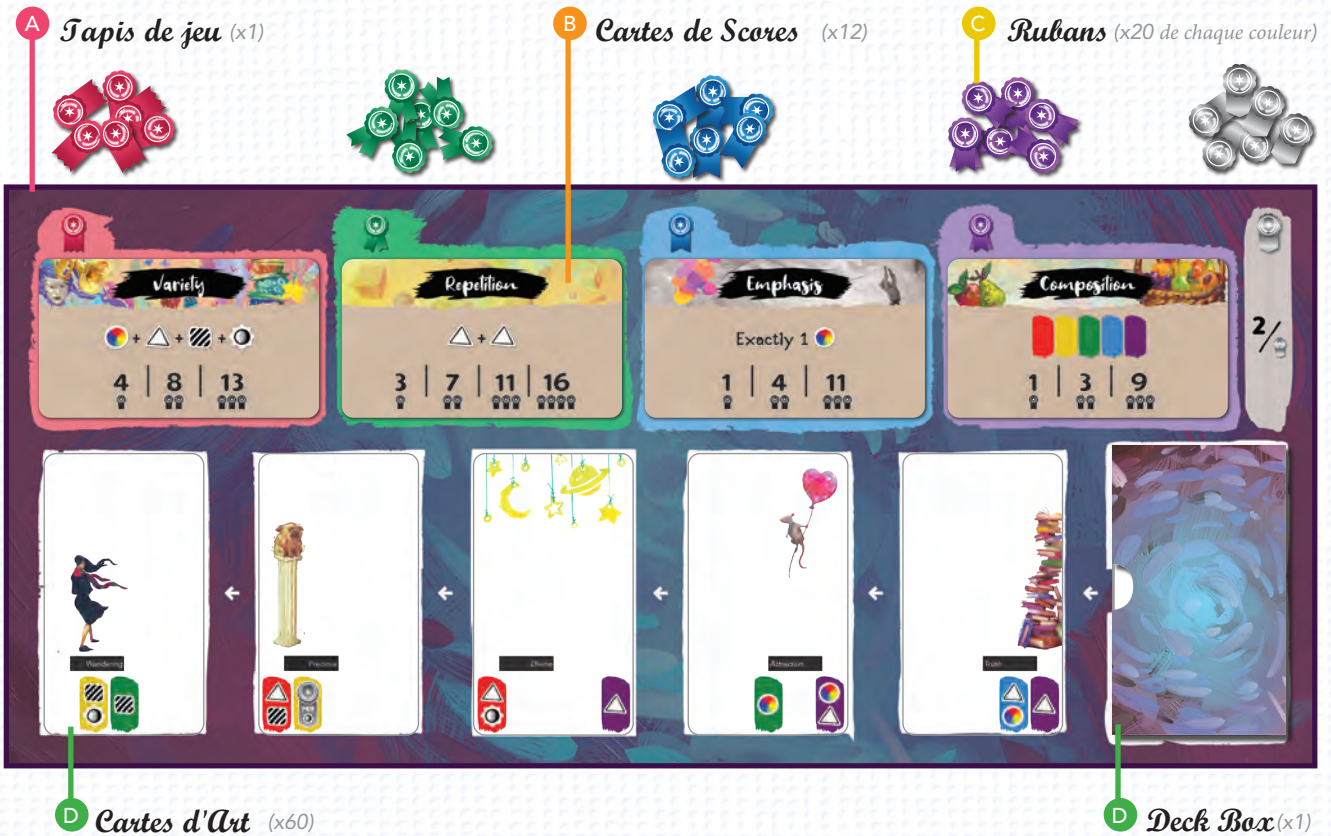 A Tapis de jeu (x1)
B Cartes de Scores (x12)
C Rubans (x20 de chaque couleur)
Variety
4 | 8 | 13
Repetition
3 | 7 | 11 | 16
Emphasis
Exactly 1
1 | 4 | 11
Composition
1 | 3 | 9
2/
Wandering
Precious
Divine
Attraction
Truth
D Cartes d'Art (x60)
D Deck Box (x1)